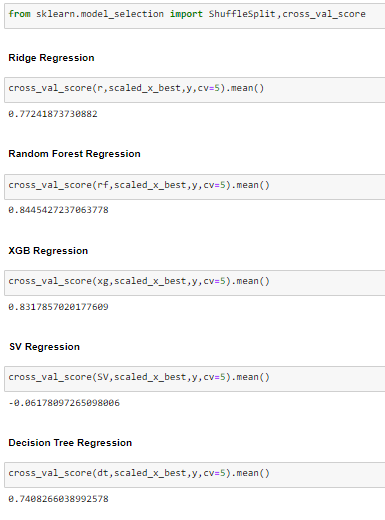 from sklearn.model_selection import ShuffleSplit,cross_val_score
Ridge Regression
cross_val_score(r,scaled_x_best,y,cv=5).mean()
0.77241873730882
Random Forest Regression
cross_val_score(rf,scaled_x_best,y,cv=5).mean()
0.8445427237063778
XGB Regression
cross_val_score(xg,scaled_x_best,y,cv=5).mean()
0.8317857020177609
SV Regression
cross_val_score(SV,scaled_x_best,y,cv=5).mean()
-0.06178097265098006
Decision Tree Regression
cross_val_score(dt,scaled_x_best,y,cv=5).mean()
0.7408266038992578